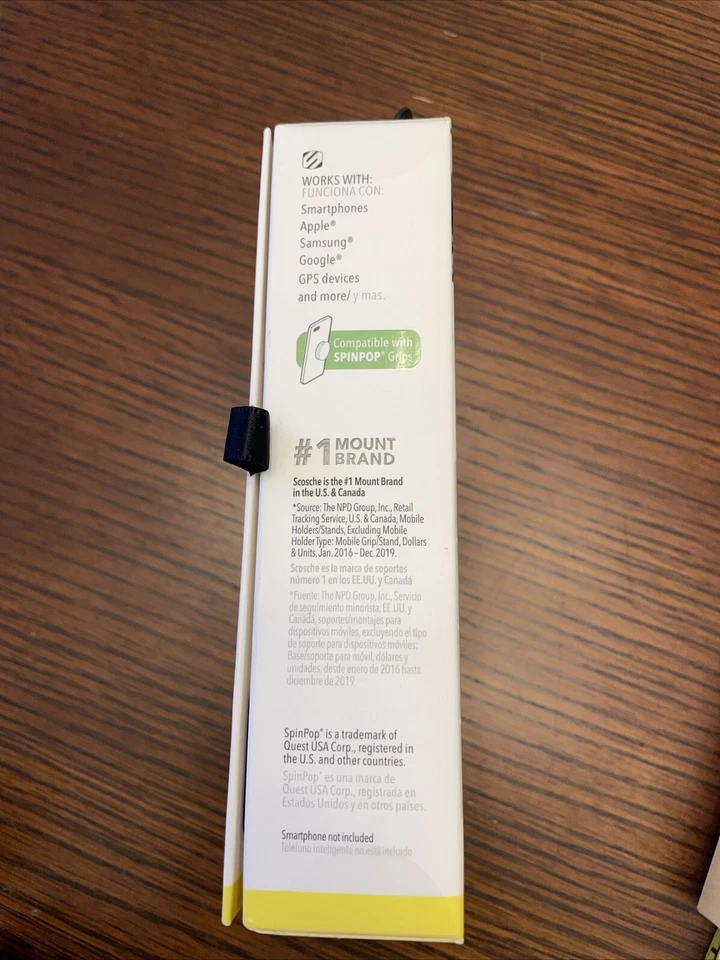 WORKS WITH:
FUNCIONA CON:
Smartphones
Apple®
Samsung®
Google®
GPS devices
and more/ y mas.
Compatible with
SPINPOP® Grips
#1 MOUNT
BRAND
Scosche is the #1 Mount Brand
in the U.S. & Canada
*Source: The NPD Group, Inc., Retail
Tracking Service, U.S. & Canada, Mobile
Holders/Stands, Excluding Mobile
HolderType: Mobile Grip/Stand, Dollars
& Units, Jan. 2016 – Dec. 2019.
Scosche es la marca de soportes
número 1 en los EE.UU. y Canadá
*Fuente: The NPD Group, Inc., Servicio
de seguimiento minorista, EE.UU. y
Canadá, soportes/montajes para
dispositivos móviles, excluyendo el tipo
de soporte para dispositivos móviles:
Base/soporte para móvil, dólares y
unidades, desde enero de 2016 hasta
diciembre de 2019.
SpinPop® is a trademark of
Quest USA Corp., registered in
the U.S. and other countries.
SpinPop® es una marca de
Quest USA Corp., registrada en
Estados Unidos y en otros países.
Smartphone not included
Teléfono inteligente no está incluido